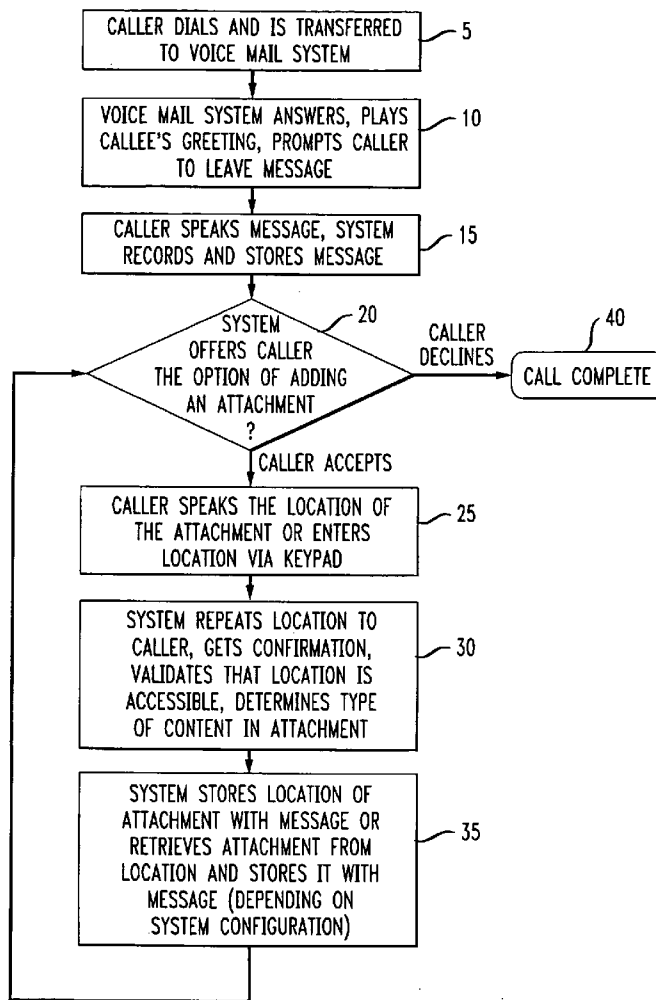 CALLER DIALS AND IS TRANSFERRED
TO VOICE MAIL SYSTEM
5
VOICE MAIL SYSTEM ANSWERS, PLAYS
CALLEE'S GREETING, PROMPTS CALLER
TO LEAVE MESSAGE
10
CALLER SPEAKS MESSAGE, SYSTEM
RECORDS AND STORES MESSAGE
15
SYSTEM
OFFERS CALLER
THE OPTION OF ADDING
AN ATTACHMENT
?
20
CALLER
DECLINES
40
CALL COMPLETE
CALLER ACCEPTS
CALLER SPEAKS THE LOCATION OF
THE ATTACHMENT OR ENTERS
LOCATION VIA KEYPAD
25
SYSTEM REPEATS LOCATION TO
CALLER, GETS CONFIRMATION,
VALIDATES THAT LOCATION IS
ACCESSIBLE, DETERMINES TYPE
OF CONTENT IN ATTACHMENT
30
SYSTEM STORES LOCATION OF
ATTACHMENT WITH MESSAGE OR
RETRIEVES ATTACHMENT FROM
LOCATION AND STORES IT WITH
MESSAGE (DEPENDING ON
SYSTEM CONFIGURATION)
35